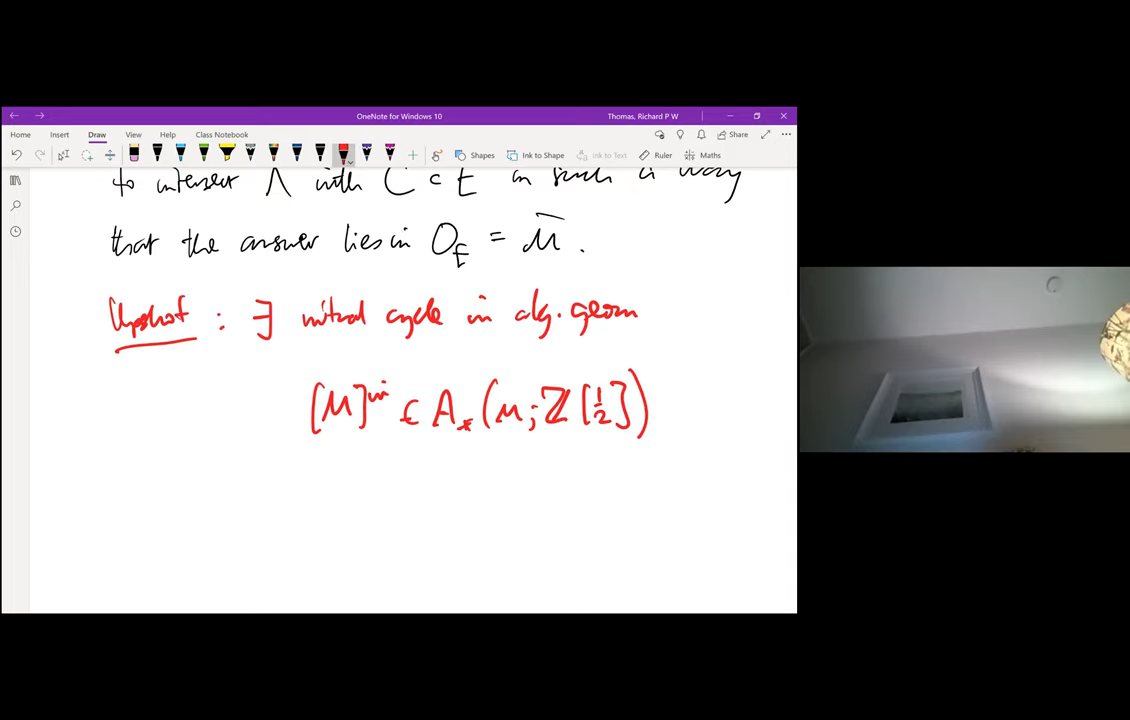 OneNote for Windows 10
Thomas, Richard P W
Home Insert Draw View Help Class Notebook
Share
Shapes Ink to Shape Ink to Text Ruler Maths
to intersect Λ with C ⊂ E in such a way
that the answer lies in O_E = M̄ .
Upshot : ∃ virtual cycle in alg. geom
[M]^vir ∈ A_* (M; ℤ[1/2])